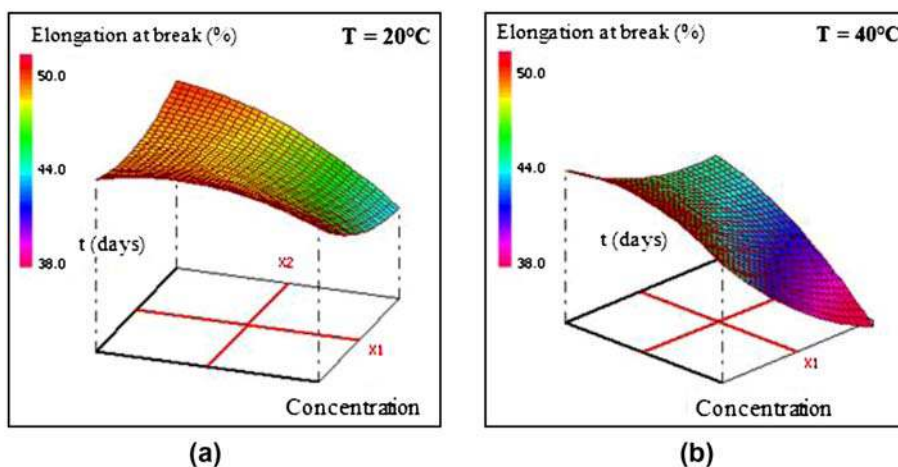 Elongation at break (%)
T = 20°C
50.0
44.0
38.0
t (days)
X2
X1
Concentration
(a)
Elongation at break (%)
T = 40°C
50.0
44.0
38.0
t (days)
X1
Concentration
(b)